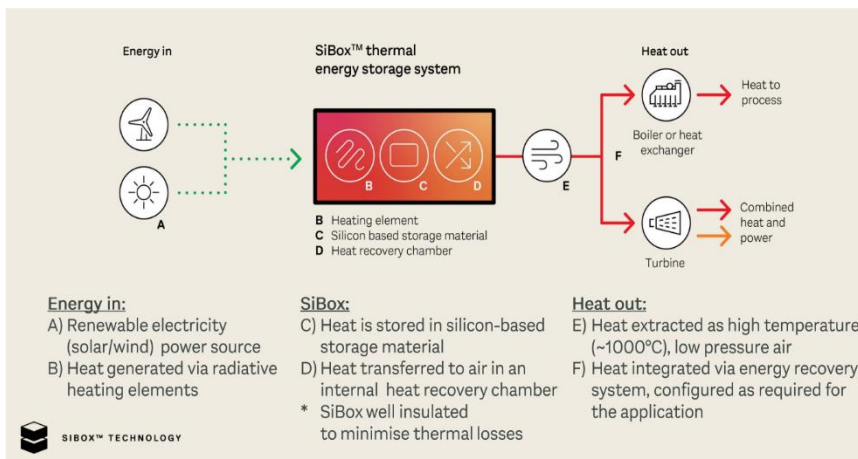 Energy in
SiBox™ thermal
energy storage system
Heat out
Heat to
process
Boiler or heat
exchanger
B
C
D
E
F
A
B Heating element
C Silicon based storage material
D Heat recovery chamber
Combined
heat and
power
Turbine
Energy in:
A) Renewable electricity
(solar/wind) power source
B) Heat generated via radiative
heating elements
SiBox:
C) Heat is stored in silicon-based
storage material
D) Heat transferred to air in an
internal heat recovery chamber
* SiBox well insulated
to minimise thermal losses
Heat out:
E) Heat extracted as high temperature
(~1000°C), low pressure air
F) Heat integrated via energy recovery
system, configured as required for
the application
SIBOX™ TECHNOLOGY